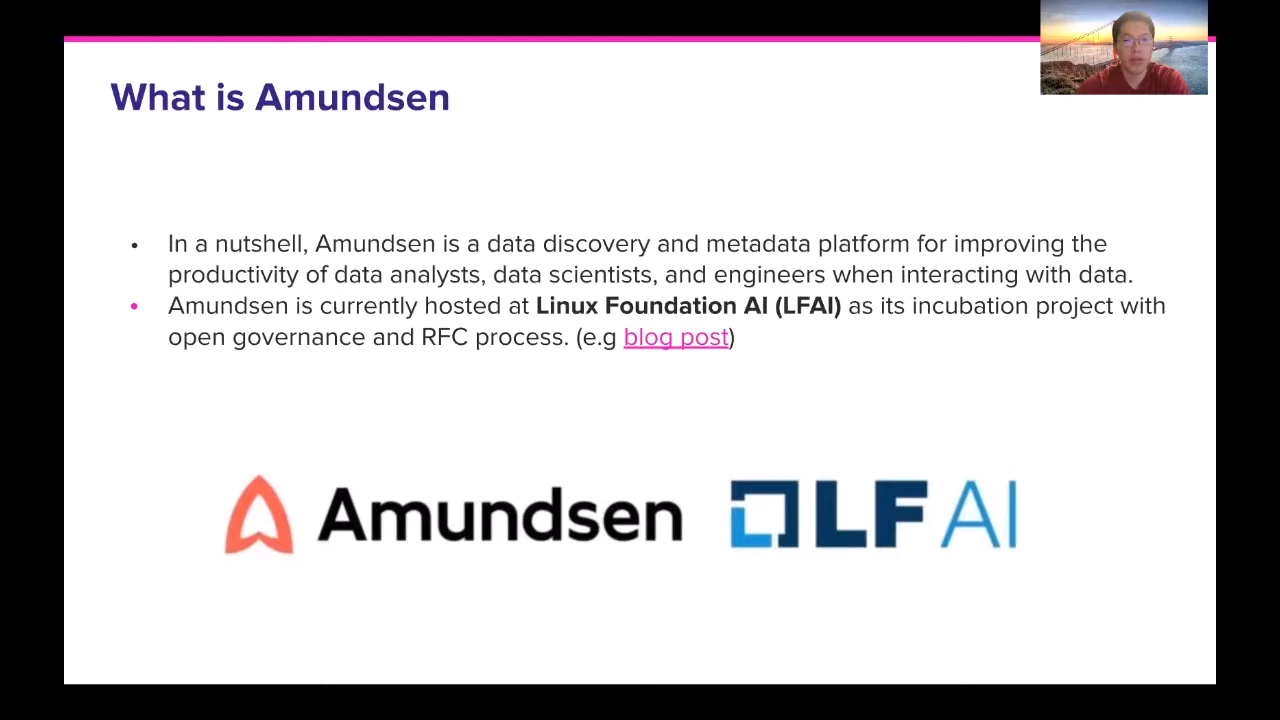 What is Amundsen
• In a nutshell, Amundsen is a data discovery and metadata platform for improving the
productivity of data analysts, data scientists, and engineers when interacting with data.
• Amundsen is currently hosted at Linux Foundation AI (LFAI) as its incubation project with
open governance and RFC process. (e.g blog post)
Amundsen
LF AI